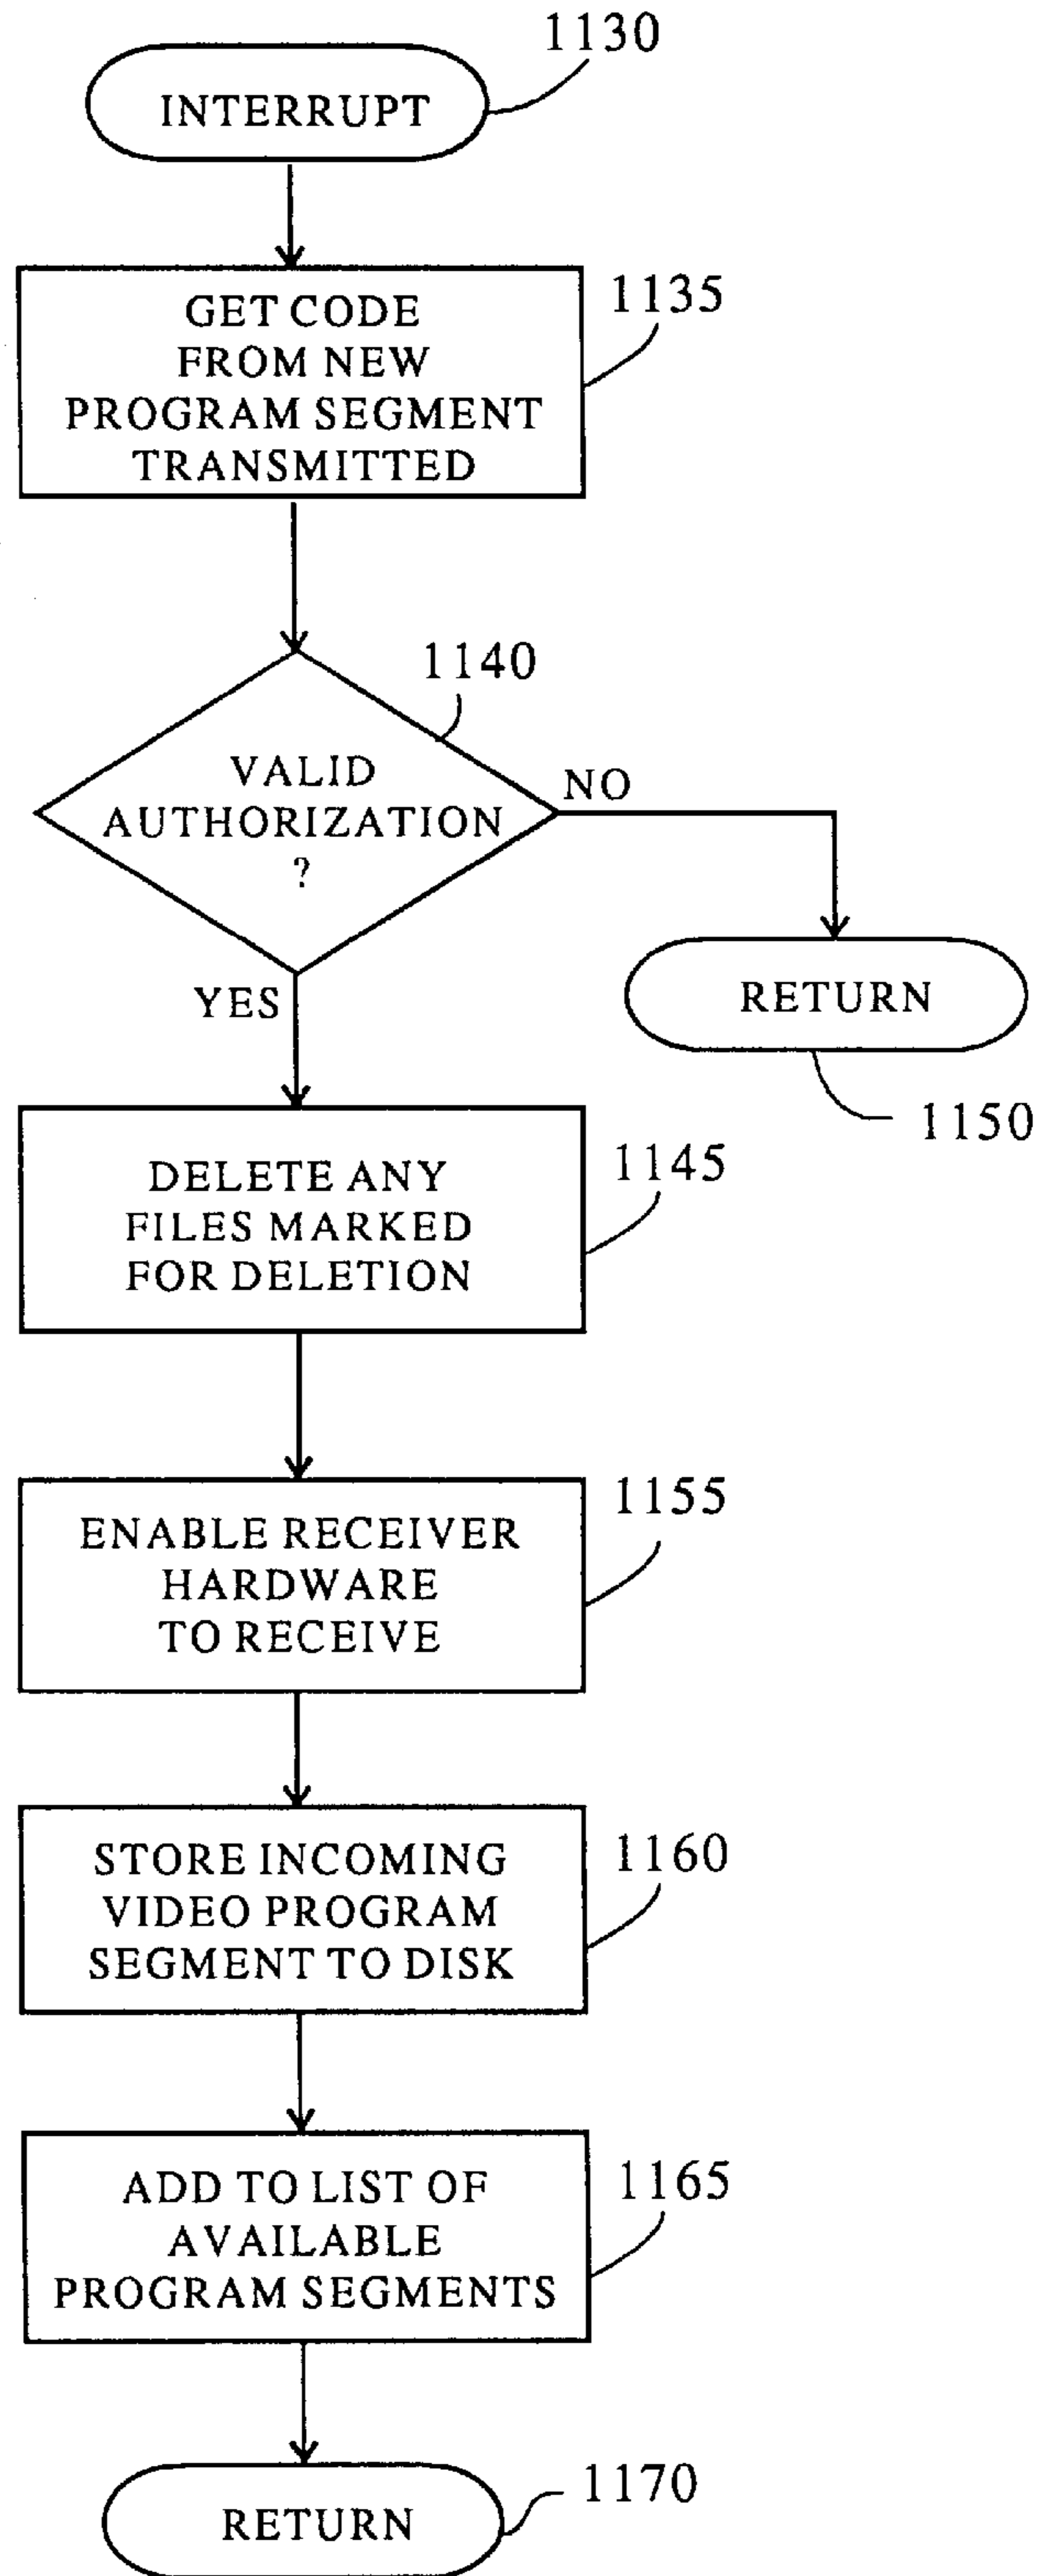 1130
INTERRUPT
1135
GET CODE
FROM NEW
PROGRAM SEGMENT
TRANSMITTED
1140
VALID
AUTHORIZATION
?
NO
YES
RETURN
1150
1145
DELETE ANY
FILES MARKED
FOR DELETION
1155
ENABLE RECEIVER
HARDWARE
TO RECEIVE
1160
STORE INCOMING
VIDEO PROGRAM
SEGMENT TO DISK
1165
ADD TO LIST OF
AVAILABLE
PROGRAM SEGMENTS
1170
RETURN